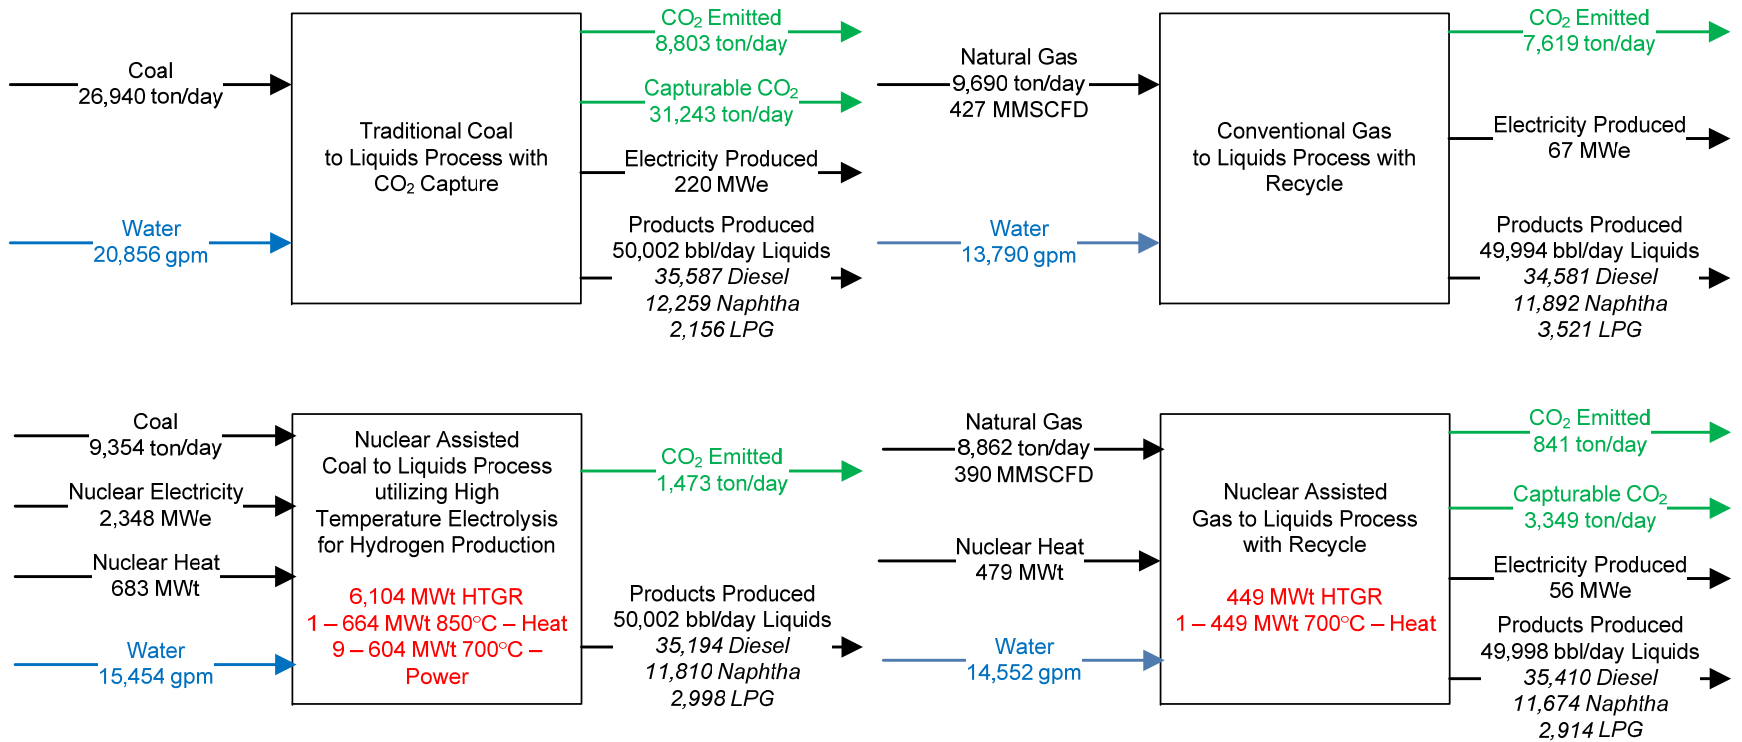 Coal
26,940 ton/day
Water
20,856 gpm
Traditional Coal
to Liquids Process with
CO₂ Capture
CO₂ Emitted
8,803 ton/day
Capturable CO₂
31,243 ton/day
Electricity Produced
220 MWe
Products Produced
50,002 bbl/day Liquids
35,587 Diesel
12,259 Naphtha
2,156 LPG
Natural Gas
9,690 ton/day
427 MMSCFD
Water
13,790 gpm
Conventional Gas
to Liquids Process with
Recycle
CO₂ Emitted
7,619 ton/day
Electricity Produced
67 MWe
Products Produced
49,994 bbl/day Liquids
34,581 Diesel
11,892 Naphtha
3,521 LPG
Coal
9,354 ton/day
Nuclear Electricity
2,348 MWe
Nuclear Heat
683 MWt
Water
15,454 gpm
Nuclear Assisted
Coal to Liquids Process
utilizing High
Temperature Electrolysis
for Hydrogen Production
6,104 MWt HTGR
1 – 664 MWt 850°C – Heat
9 – 604 MWt 700°C –
Power
CO₂ Emitted
1,473 ton/day
Products Produced
50,002 bbl/day Liquids
35,194 Diesel
11,810 Naphtha
2,998 LPG
Natural Gas
8,862 ton/day
390 MMSCFD
Nuclear Heat
479 MWt
Water
14,552 gpm
Nuclear Assisted
Gas to Liquids Process
with Recycle
449 MWt HTGR
1 – 449 MWt 700°C – Heat
CO₂ Emitted
841 ton/day
Capturable CO₂
3,349 ton/day
Electricity Produced
56 MWe
Products Produced
49,998 bbl/day Liquids
35,410 Diesel
11,674 Naphtha
2,914 LPG